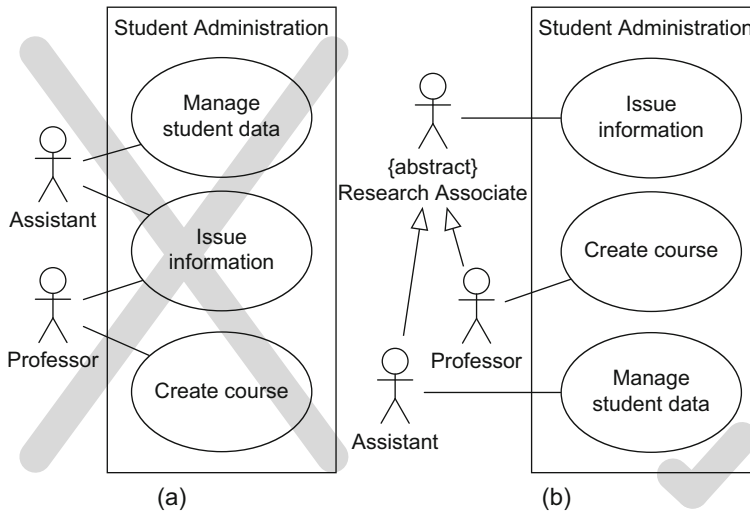 Student Administration
Manage
student data
Assistant
Issue
information
Professor
Create course
(a)
Student Administration
Issue
information
{abstract}
Research Associate
Create course
Professor
Manage
student data
Assistant
(b)